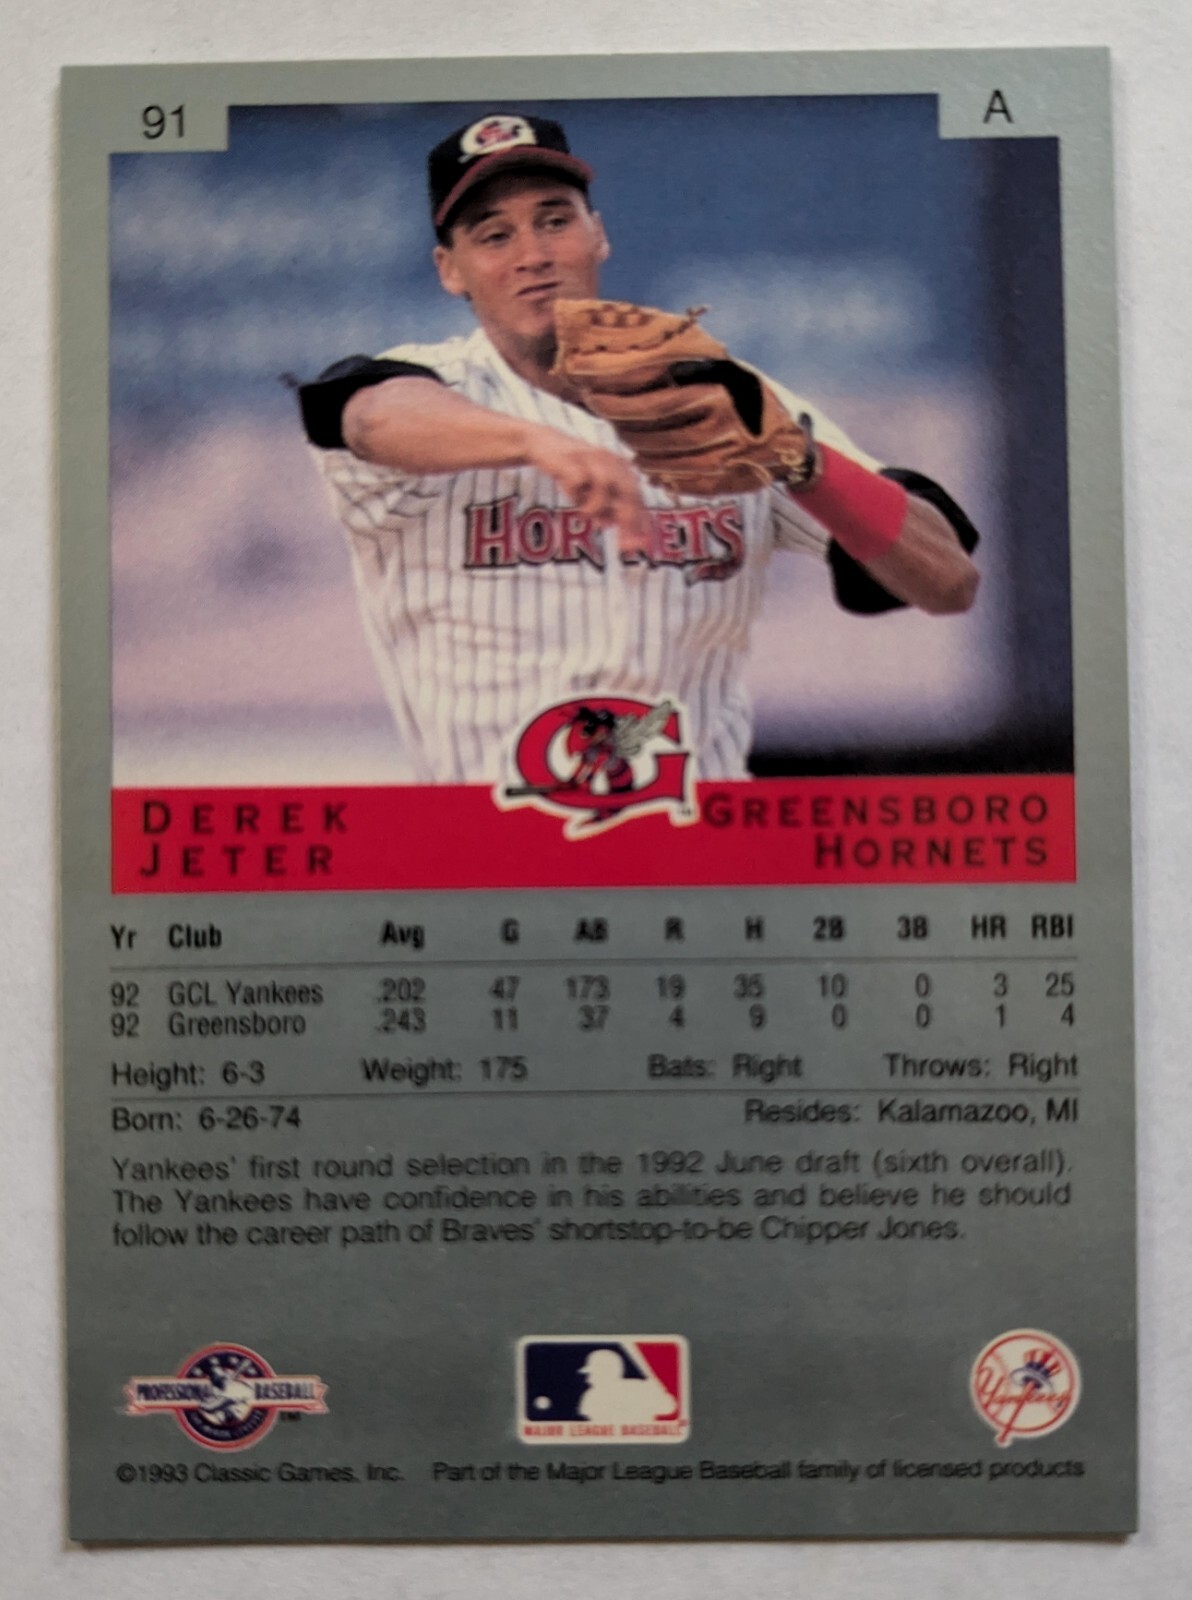 91 A
HORNETS
G
DEREK
JETER
GREENSBORO
HORNETS
Yr Club Avg G AB R H 2B 3B HR RBI
92 GCL Yankees .202 47 173 19 35 10 0 3 25
92 Greensboro .243 11 37 4 9 0 0 1 4
Height: 6-3 Weight: 175 Bats: Right Throws: Right
Born: 6-26-74 Resides: Kalamazoo, MI
Yankees' first round selection in the 1992 June draft (sixth overall).
The Yankees have confidence in his abilities and believe he should
follow the career path of Braves' shortstop-to-be Chipper Jones.
PROFESSIONAL BASEBALL
MAJOR LEAGUE BASEBALL
Yankees
©1993 Classic Games, Inc. Part of the Major League Baseball family of licensed products